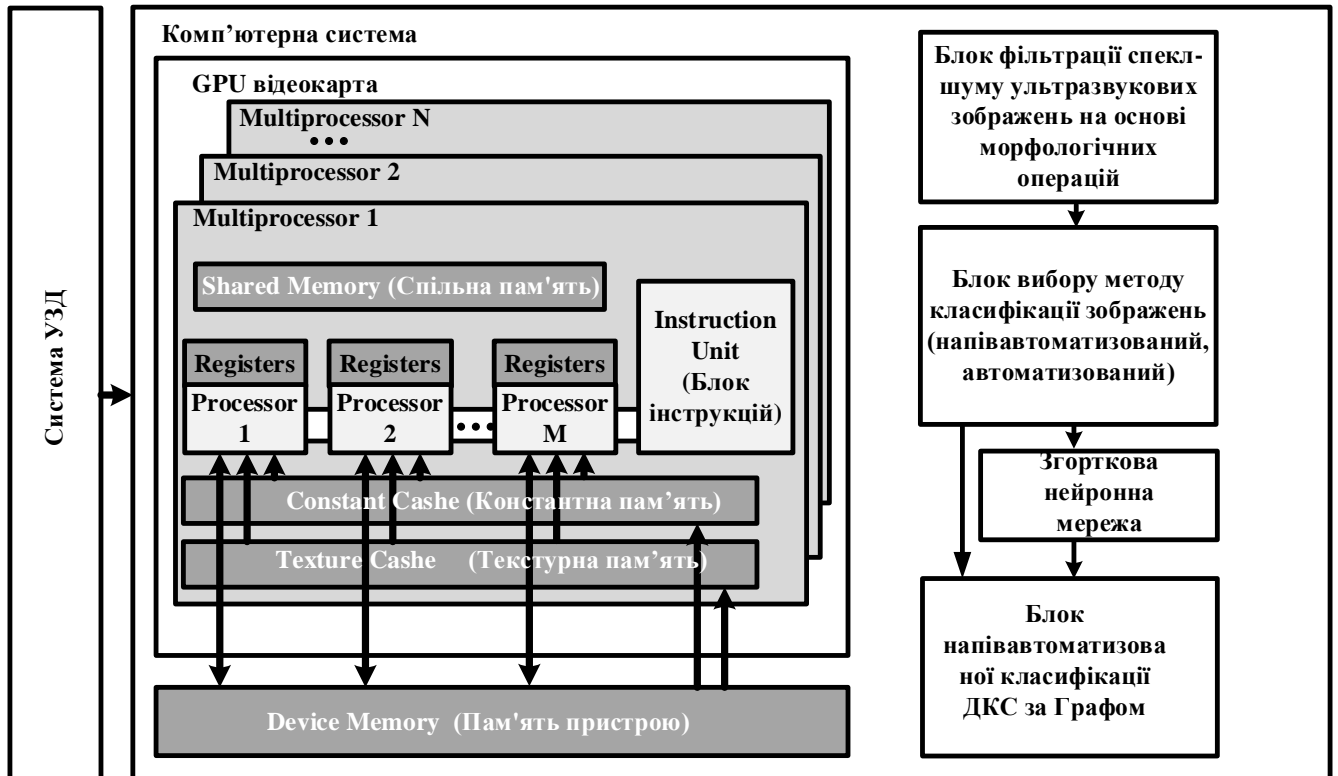 Система УЗД
Комп’ютерна система
GPU відеокарта
Multiprocessor N
•••
Multiprocessor 2
Multiprocessor 1
Shared Memory (Спільна пам'ять)
Instruction
Unit
(Блок
інструкцій)
Registers
Registers
Registers
Processor
1
Processor
2
•••
Processor
M
Constant Cashe (Константна пам’ять)
Texture Cashe (Текстурна пам’ять)
Device Memory (Пам'ять пристрою)
Блок фільтрації спекл-
шуму ультразвукових
зображень на основі
морфологічних
операцій
Блок вибору методу
класифікації зображень
(напівавтоматизований,
автоматизований)
Згорткова
нейронна
мережа
Блок
напівавтоматизова
ної класифікації
ДКС за Графом